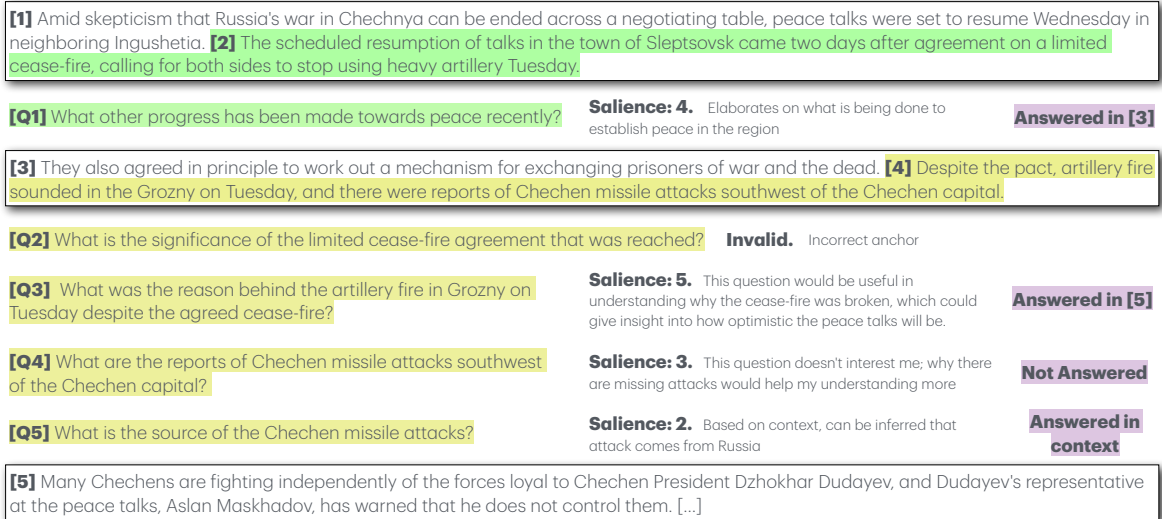 [1] Amid skepticism that Russia's war in Chechnya can be ended across a negotiating table, peace talks were set to resume Wednesday in
neighboring Ingushetia. [2] The scheduled resumption of talks in the town of Sleptsovsk came two days after agreement on a limited
cease-fire, calling for both sides to stop using heavy artillery Tuesday.
[Q1] What other progress has been made towards peace recently?
Salience: 4. Elaborates on what is being done to
establish peace in the region
Answered in [3]
[3] They also agreed in principle to work out a mechanism for exchanging prisoners of war and the dead. [4] Despite the pact, artillery fire
sounded in the Grozny on Tuesday, and there were reports of Chechen missile attacks southwest of the Chechen capital.
[Q2] What is the significance of the limited cease-fire agreement that was reached?
Invalid. Incorrect anchor
[Q3] What was the reason behind the artillery fire in Grozny on
Tuesday despite the agreed cease-fire?
Salience: 5. This question would be useful in
understanding why the cease-fire was broken, which could
give insight into how optimistic the peace talks will be.
Answered in [5]
[Q4] What are the reports of Chechen missile attacks southwest
of the Chechen capital?
Salience: 3. This question doesn't interest me; why there
are missing attacks would help my understanding more
Not Answered
[Q5] What is the source of the Chechen missile attacks?
Salience: 2. Based on context, can be inferred that
attack comes from Russia
Answered in
context
[5] Many Chechens are fighting independently of the forces loyal to Chechen President Dzhokhar Dudayev, and Dudayev's representative
at the peace talks, Aslan Maskhadov, has warned that he does not control them. [...]